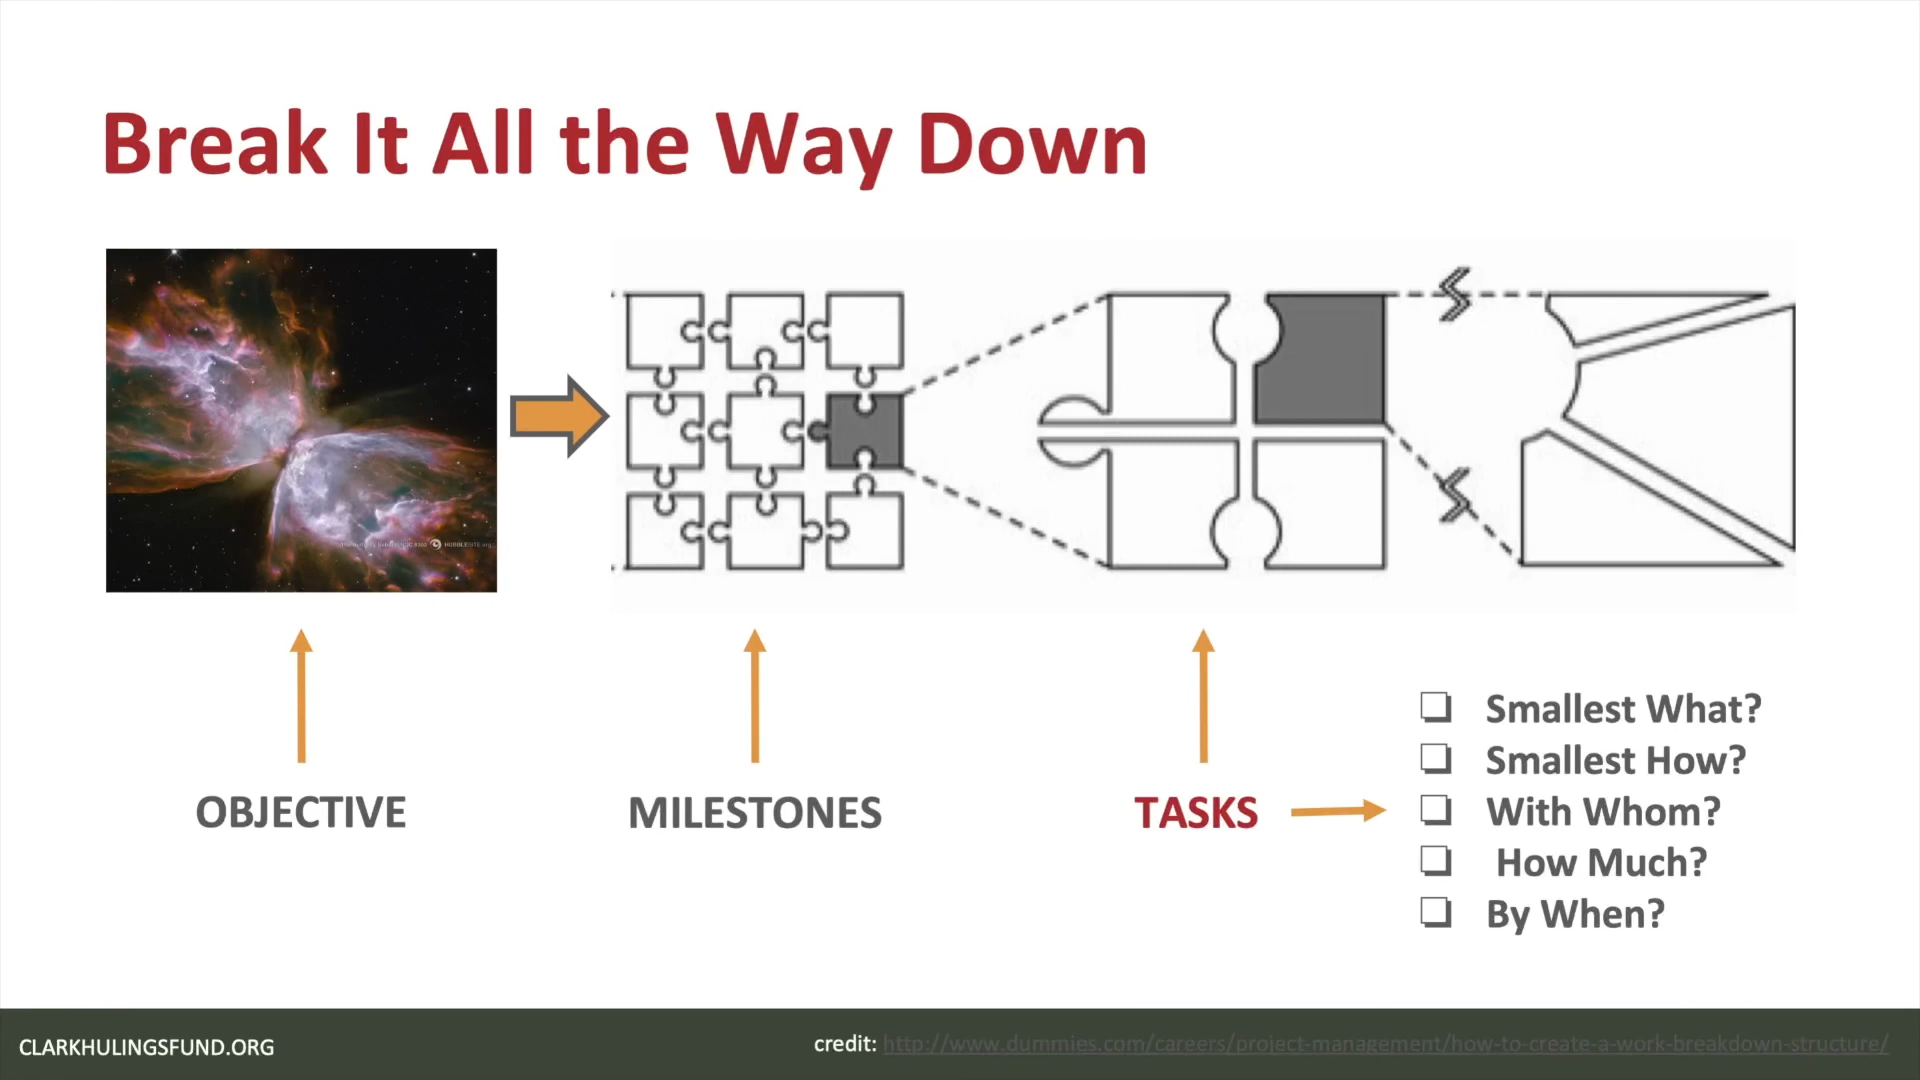 Break It All the Way Down
OBJECTIVE
MILESTONES
TASKS
Smallest What?
Smallest How?
With Whom?
How Much?
By When?
CLARKHULINGSFUND.ORG
credit: http://www.dummies.com/careers/project-management/how-to-create-a-work-breakdown-structure/